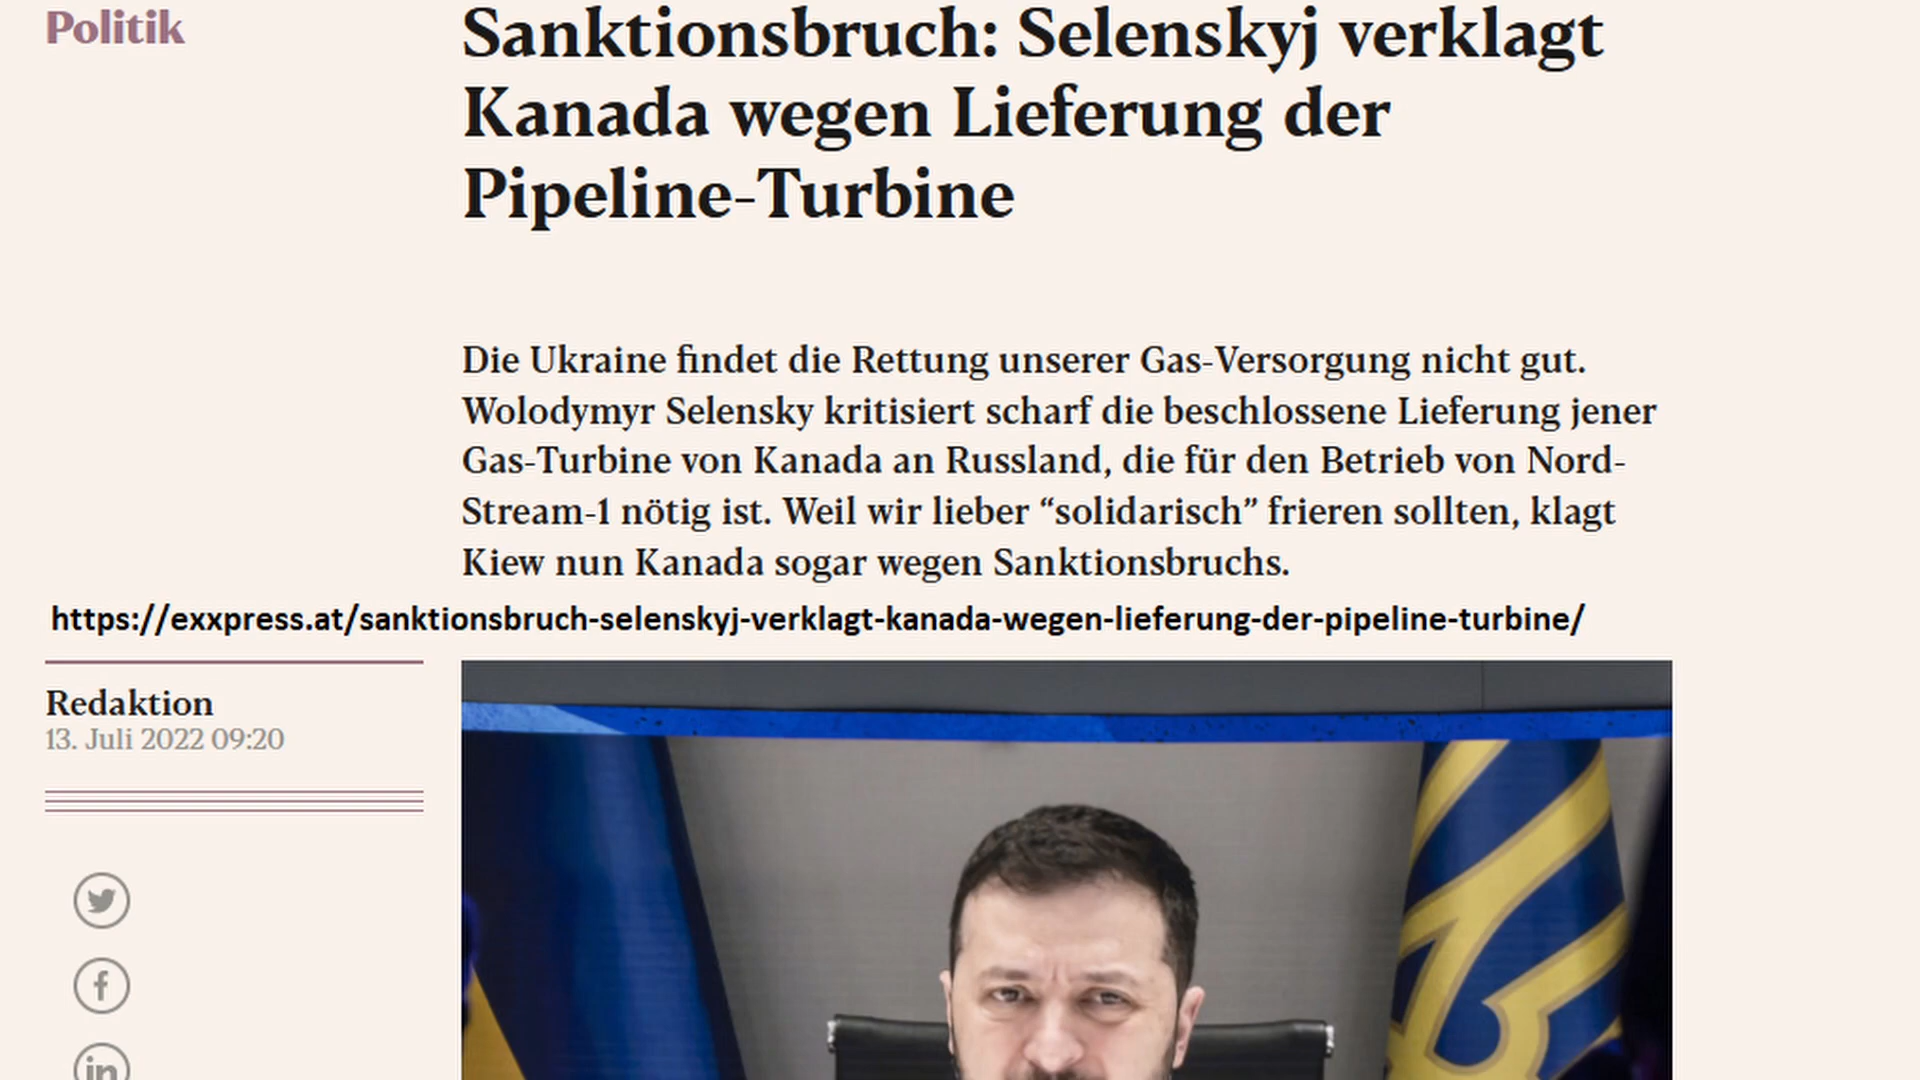 Politik
Sanktionsbruch: Selenskyj verklagt
Kanada wegen Lieferung der
Pipeline-Turbine
Die Ukraine findet die Rettung unserer Gas-Versorgung nicht gut.
Wolodymyr Selensky kritisiert scharf die beschlossene Lieferung jener
Gas-Turbine von Kanada an Russland, die für den Betrieb von Nord-
Stream-1 nötig ist. Weil wir lieber “solidarisch” frieren sollten, klagt
Kiew nun Kanada sogar wegen Sanktionsbruchs.
https://exxpress.at/sanktionsbruch-selenskyj-verklagt-kanada-wegen-lieferung-der-pipeline-turbine/
Redaktion
13. Juli 2022 09:20